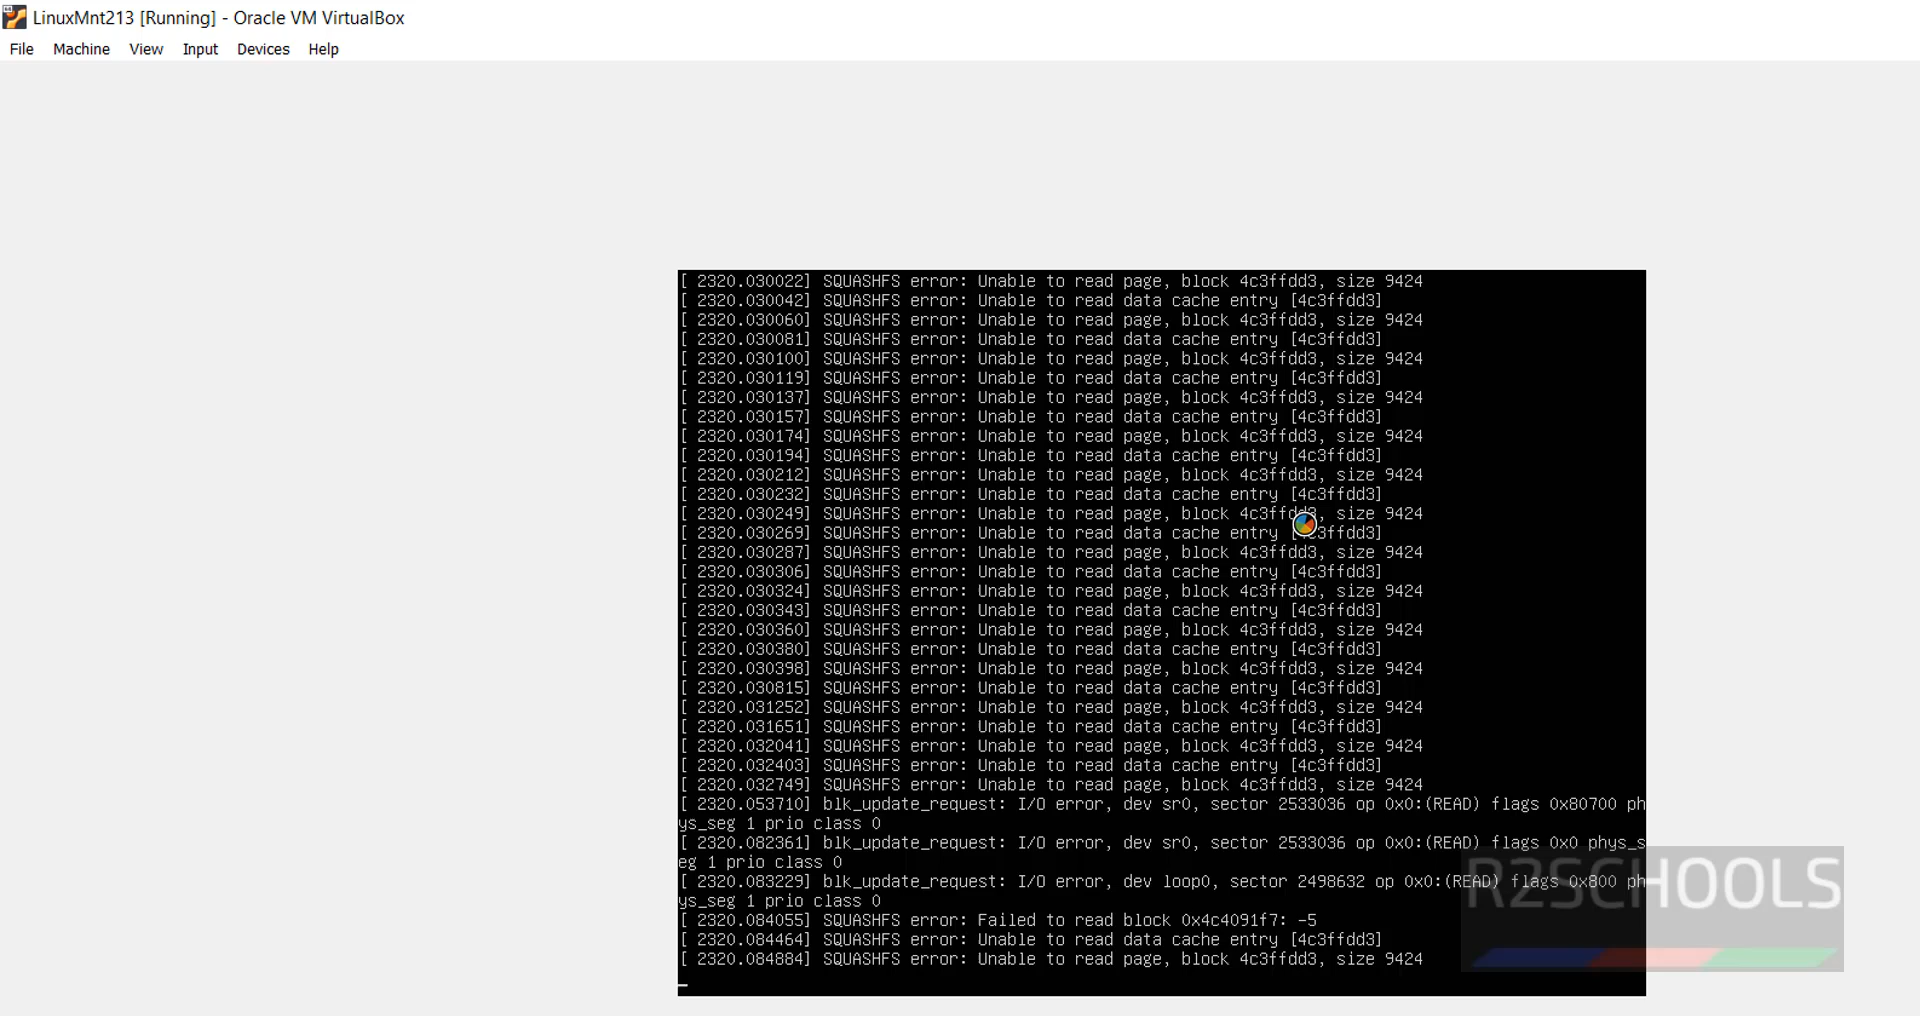 LinuxMnt213 [Running] - Oracle VM VirtualBox
File Machine View Input Devices Help
[ 2320.030022] SQUASHFS error: Unable to read page, block 4c3ffdd3, size 9424
[ 2320.030042] SQUASHFS error: Unable to read data cache entry [4c3ffdd3]
[ 2320.030060] SQUASHFS error: Unable to read page, block 4c3ffdd3, size 9424
[ 2320.030081] SQUASHFS error: Unable to read data cache entry [4c3ffdd3]
[ 2320.030100] SQUASHFS error: Unable to read page, block 4c3ffdd3, size 9424
[ 2320.030119] SQUASHFS error: Unable to read data cache entry [4c3ffdd3]
[ 2320.030137] SQUASHFS error: Unable to read page, block 4c3ffdd3, size 9424
[ 2320.030157] SQUASHFS error: Unable to read data cache entry [4c3ffdd3]
[ 2320.030174] SQUASHFS error: Unable to read page, block 4c3ffdd3, size 9424
[ 2320.030194] SQUASHFS error: Unable to read data cache entry [4c3ffdd3]
[ 2320.030212] SQUASHFS error: Unable to read page, block 4c3ffdd3, size 9424
[ 2320.030232] SQUASHFS error: Unable to read data cache entry [4c3ffdd3]
[ 2320.030249] SQUASHFS error: Unable to read page, block 4c3ffdd3, size 9424
[ 2320.030269] SQUASHFS error: Unable to read data cache entry [4c3ffdd3]
[ 2320.030287] SQUASHFS error: Unable to read page, block 4c3ffdd3, size 9424
[ 2320.030306] SQUASHFS error: Unable to read data cache entry [4c3ffdd3]
[ 2320.030324] SQUASHFS error: Unable to read page, block 4c3ffdd3, size 9424
[ 2320.030343] SQUASHFS error: Unable to read data cache entry [4c3ffdd3]
[ 2320.030360] SQUASHFS error: Unable to read page, block 4c3ffdd3, size 9424
[ 2320.030380] SQUASHFS error: Unable to read data cache entry [4c3ffdd3]
[ 2320.030398] SQUASHFS error: Unable to read page, block 4c3ffdd3, size 9424
[ 2320.030815] SQUASHFS error: Unable to read data cache entry [4c3ffdd3]
[ 2320.031252] SQUASHFS error: Unable to read page, block 4c3ffdd3, size 9424
[ 2320.031651] SQUASHFS error: Unable to read data cache entry [4c3ffdd3]
[ 2320.032041] SQUASHFS error: Unable to read page, block 4c3ffdd3, size 9424
[ 2320.032403] SQUASHFS error: Unable to read data cache entry [4c3ffdd3]
[ 2320.032749] SQUASHFS error: Unable to read page, block 4c3ffdd3, size 9424
[ 2320.053710] blk_update_request: I/O error, dev sr0, sector 2533036 op 0x0:(READ) flags 0x80700 ph
ys_seg 1 prio class 0
[ 2320.082361] blk_update_request: I/O error, dev sr0, sector 2533036 op 0x0:(READ) flags 0x0 phys_s
eg 1 prio class 0
[ 2320.083229] blk_update_request: I/O error, dev loop0, sector 2498632 op 0x0:(READ) flags 0x800 ph
ys_seg 1 prio class 0
[ 2320.084055] SQUASHFS error: Failed to read block 0x4c4091f7: -5
[ 2320.084464] SQUASHFS error: Unable to read data cache entry [4c3ffdd3]
[ 2320.084884] SQUASHFS error: Unable to read page, block 4c3ffdd3, size 9424
R2SCHOOLS